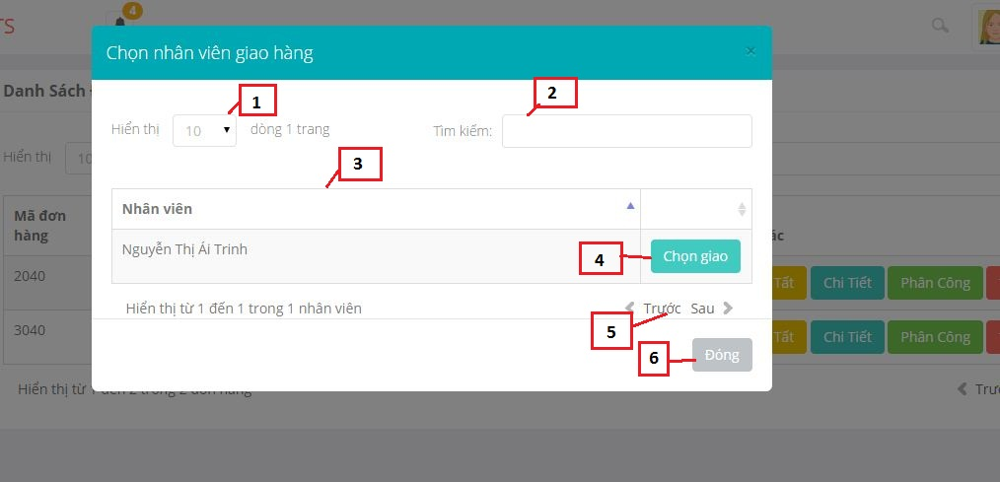 TS
4
Chọn nhân viên giao hàng
×
1
2
Danh Sách
Hiển thị 10 dòng 1 trang Tìm kiếm:
Hiển thị 10
3
Nhân viên
Mã đơn hàng
Nguyễn Thị Ái Trinh Chọn giao
4
2040 Tất Chi Tiết Phân Công
Hiển thị từ 1 đến 1 trong 1 nhân viên Trước Sau
5
3040 Tất Chi Tiết Phân Công
6
Đóng
Hiển thị từ 1 đến 2 trong 2 đơn hàng